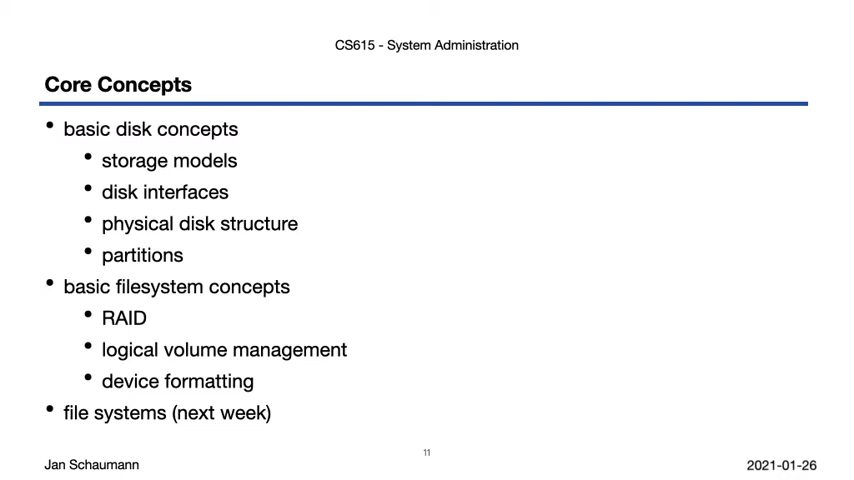 CS615 - System Administration
Core Concepts
• basic disk concepts
• storage models
• disk interfaces
• physical disk structure
• partitions
• basic filesystem concepts
• RAID
• logical volume management
• device formatting
• file systems (next week)
11
Jan Schaumann
2021-01-26